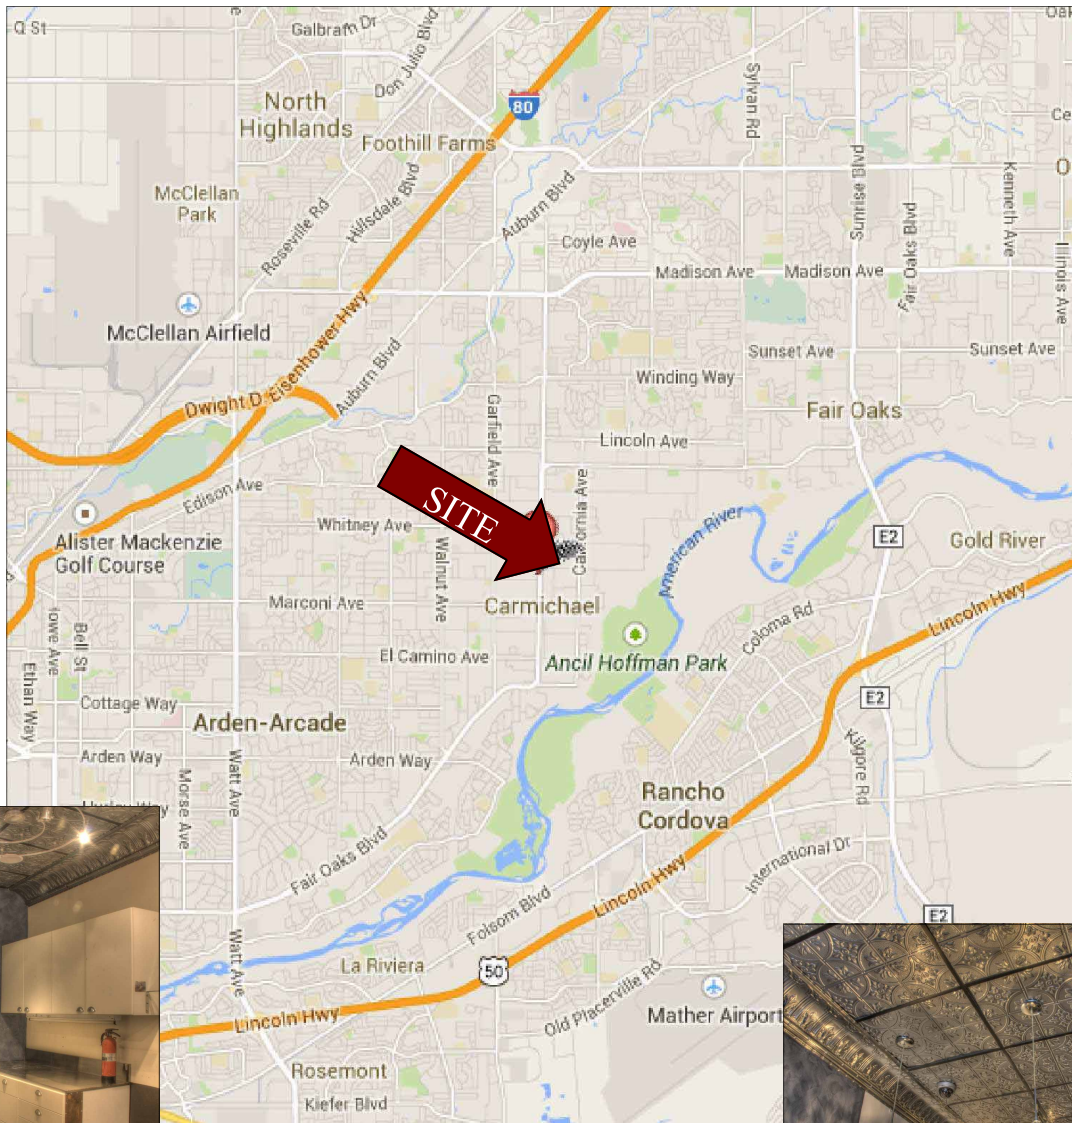 Q St
Galbram Dr
Don Julio Blvd
North
Highlands
80
Sylvan Rd
Foothill Farms
McClellan
Park
Hillsdale Blvd
Roseville Rd
Auburn Blvd
Coyle Ave
Sunrise Blvd
Fair Oaks Blvd
Kenneth Ave
Illinois Ave
Madison Ave
Madison Ave
McClellan Airfield
Dwight D. Eisenhower Hwy
Auburn Blvd
Sunset Ave
Sunset Ave
Winding Way
Garfield Ave
Fair Oaks
Lincoln Ave
Edison Ave
SITE
California Ave
Whitney Ave
Walnut Ave
American River
E2
Gold River
Alister Mackenzie
Golf Course
Marconi Ave
Carmichael
Coloma Rd
Lincoln Hwy
Iowe Ave
Bell St
Ethan Way
El Camino Ave
Ancil Hoffman Park
E2
Cottage Way
Arden-Arcade
Arden Way
Arden Way
Watt Ave
Morse Ave
Kilgore Rd
Rancho
Cordova
Fair Oaks Blvd
International Dr
Lincoln Hwy
Folsom Blvd
E2
Watt Ave
La Riviera
50
Old Placerville Rd
Mather Airport
Lincoln Hwy
Rosemont
Kiefer Blvd